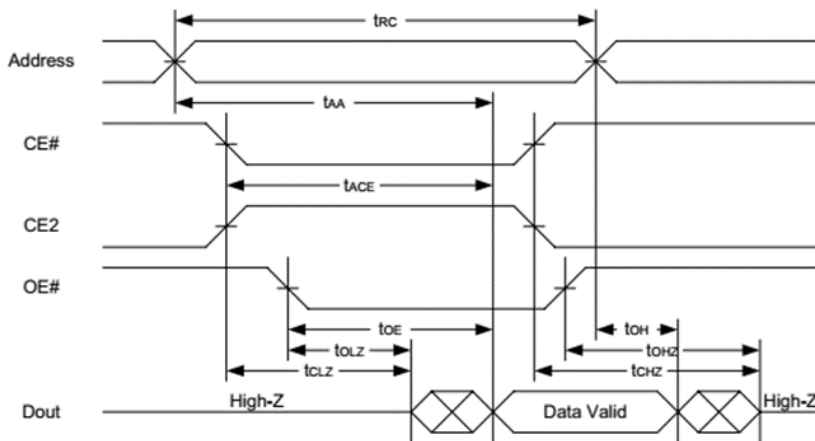 tRC
Address
tAA
CE#
tACE
CE2
OE#
tOE
tOH
tOLZ
tOHZ
tCLZ
tCHZ
High-Z
High-Z
Dout
Data Valid